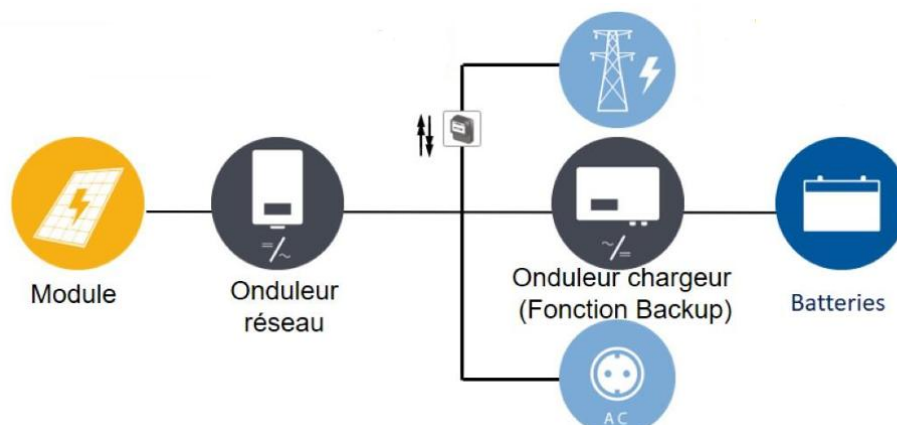 Module
Onduleur
réseau
Onduleur chargeur
(Fonction Backup)
Batteries
AC